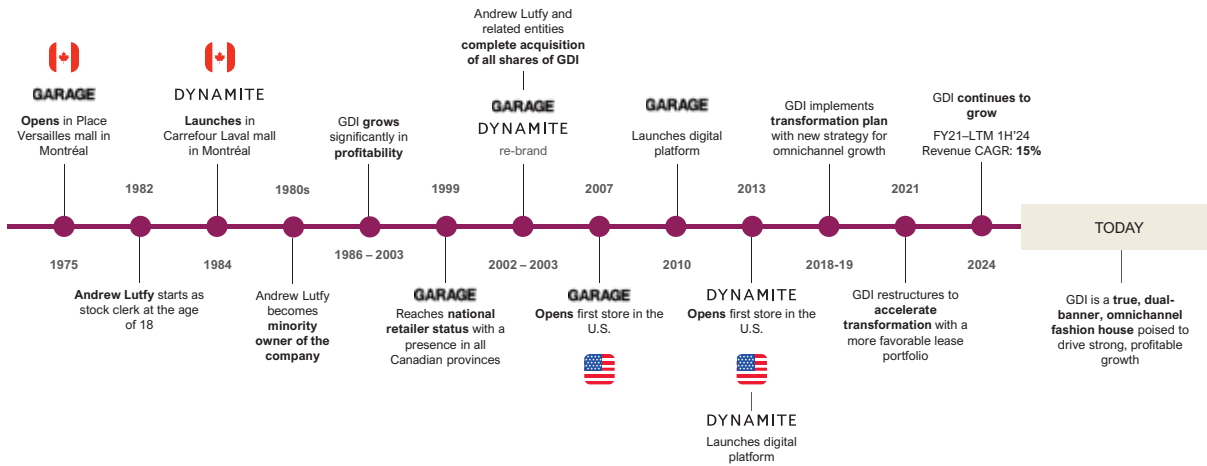 GARAGE
Opens in Place
Versailles mall in
Montréal
1975
1982
Andrew Lutfy starts as
stock clerk at the age
of 18
DYNAMITE
Launches in
Carrefour Laval mall
in Montréal
1984
1980s
Andrew Lutfy
becomes
minority
owner of the
company
GDI grows
significantly in
profitability
1986 – 2003
1999
GARAGE
Reaches national
retailer status with a
presence in all
Canadian provinces
Andrew Lutfy and
related entities
complete acquisition
of all shares of GDI
GARAGE
DYNAMITE
re-brand
2002 – 2003
2007
GARAGE
Opens first store in the
U.S.
GARAGE
Launches digital
platform
2010
2013
DYNAMITE
Opens first store in the
U.S.
DYNAMITE
Launches digital
platform
GDI implements
transformation plan
with new strategy for
omnichannel growth
2018-19
2021
GDI restructures to
accelerate
transformation with a
more favorable lease
portfolio
GDI continues to
grow
FY21–LTM 1H'24
Revenue CAGR: 15%
2024
TODAY
GDI is a true, dual-
banner, omnichannel
fashion house poised to
drive strong, profitable
growth